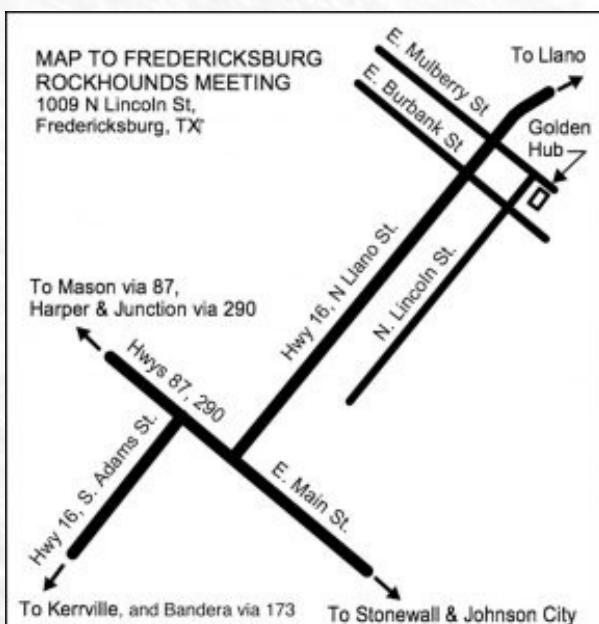 MAP TO FREDERICKSBURG
ROCKHOUNDS MEETING
1009 N Lincoln St,
Fredericksburg, TX
E. Mulberry St
To Llano
E. Burbank St
Golden
Hub
Hwy 16, N Llano St.
N. Lincoln St.
To Mason via 87,
Harper & Junction via 290
Hwys 87, 290
Hwy 16, S. Adams St.
E. Main St.
To Kerrville, and Bandera via 173
To Stonewall & Johnson City